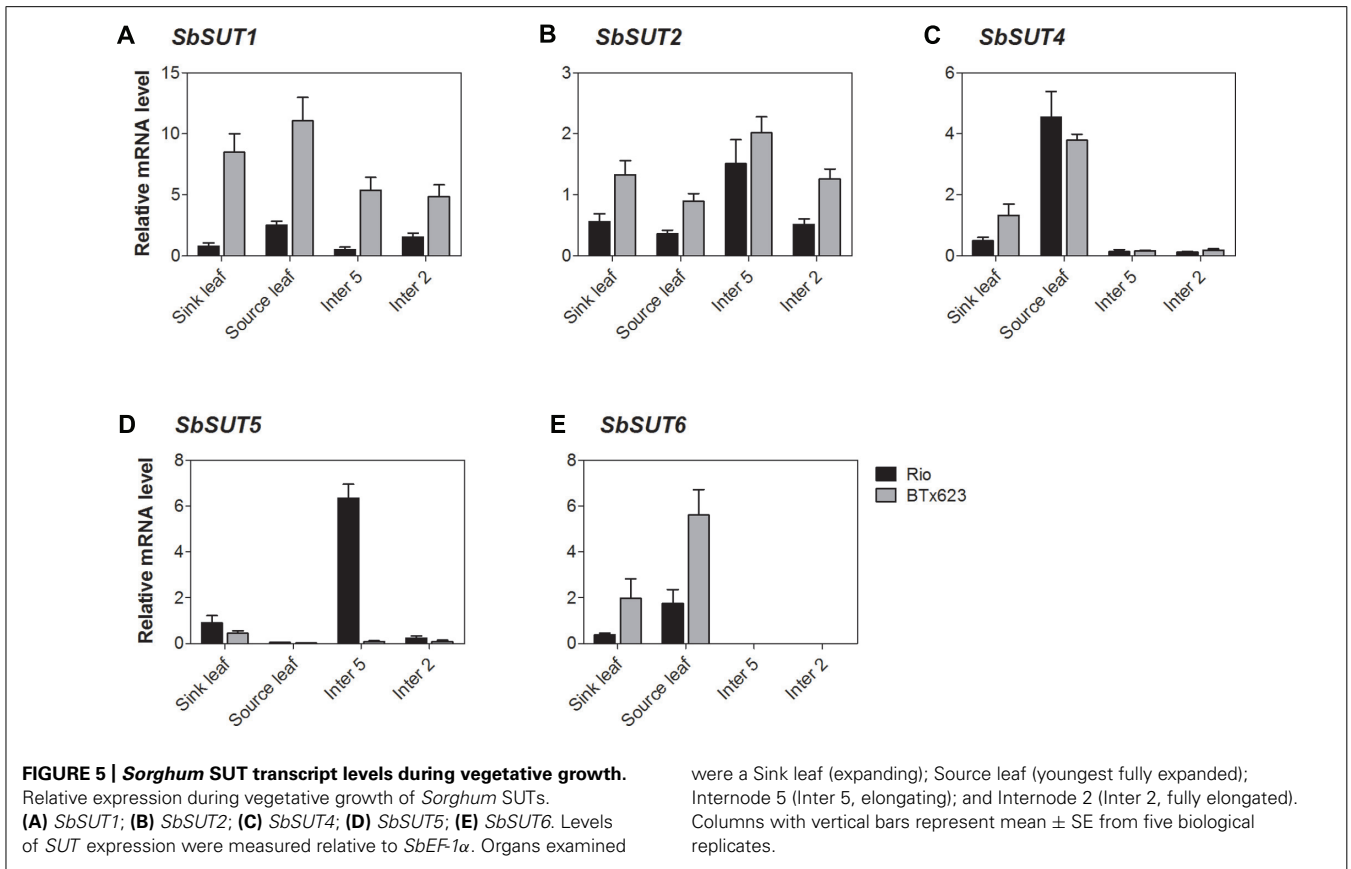 A SbSUT1
B SbSUT2
C SbSUT4
Relative mRNA level
15
10
5
0
Sink leaf
Source leaf
Inter 5
Inter 2
3
2
1
0
Sink leaf
Source leaf
Inter 5
Inter 2
6
4
2
0
Sink leaf
Source leaf
Inter 5
Inter 2
D SbSUT5
E SbSUT6
Relative mRNA level
8
6
4
2
0
Sink leaf
Source leaf
Inter 5
Inter 2
8
6
4
2
0
Sink leaf
Source leaf
Inter 5
Inter 2
Rio
BTx623
FIGURE 5 | Sorghum SUT transcript levels during vegetative growth.
Relative expression during vegetative growth of Sorghum SUTs.
(A) SbSUT1; (B) SbSUT2; (C) SbSUT4; (D) SbSUT5; (E) SbSUT6. Levels
of SUT expression were measured relative to SbEF-1α. Organs examined
were a Sink leaf (expanding); Source leaf (youngest fully expanded);
Internode 5 (Inter 5, elongating); and Internode 2 (Inter 2, fully elongated).
Columns with vertical bars represent mean ± SE from five biological
replicates.